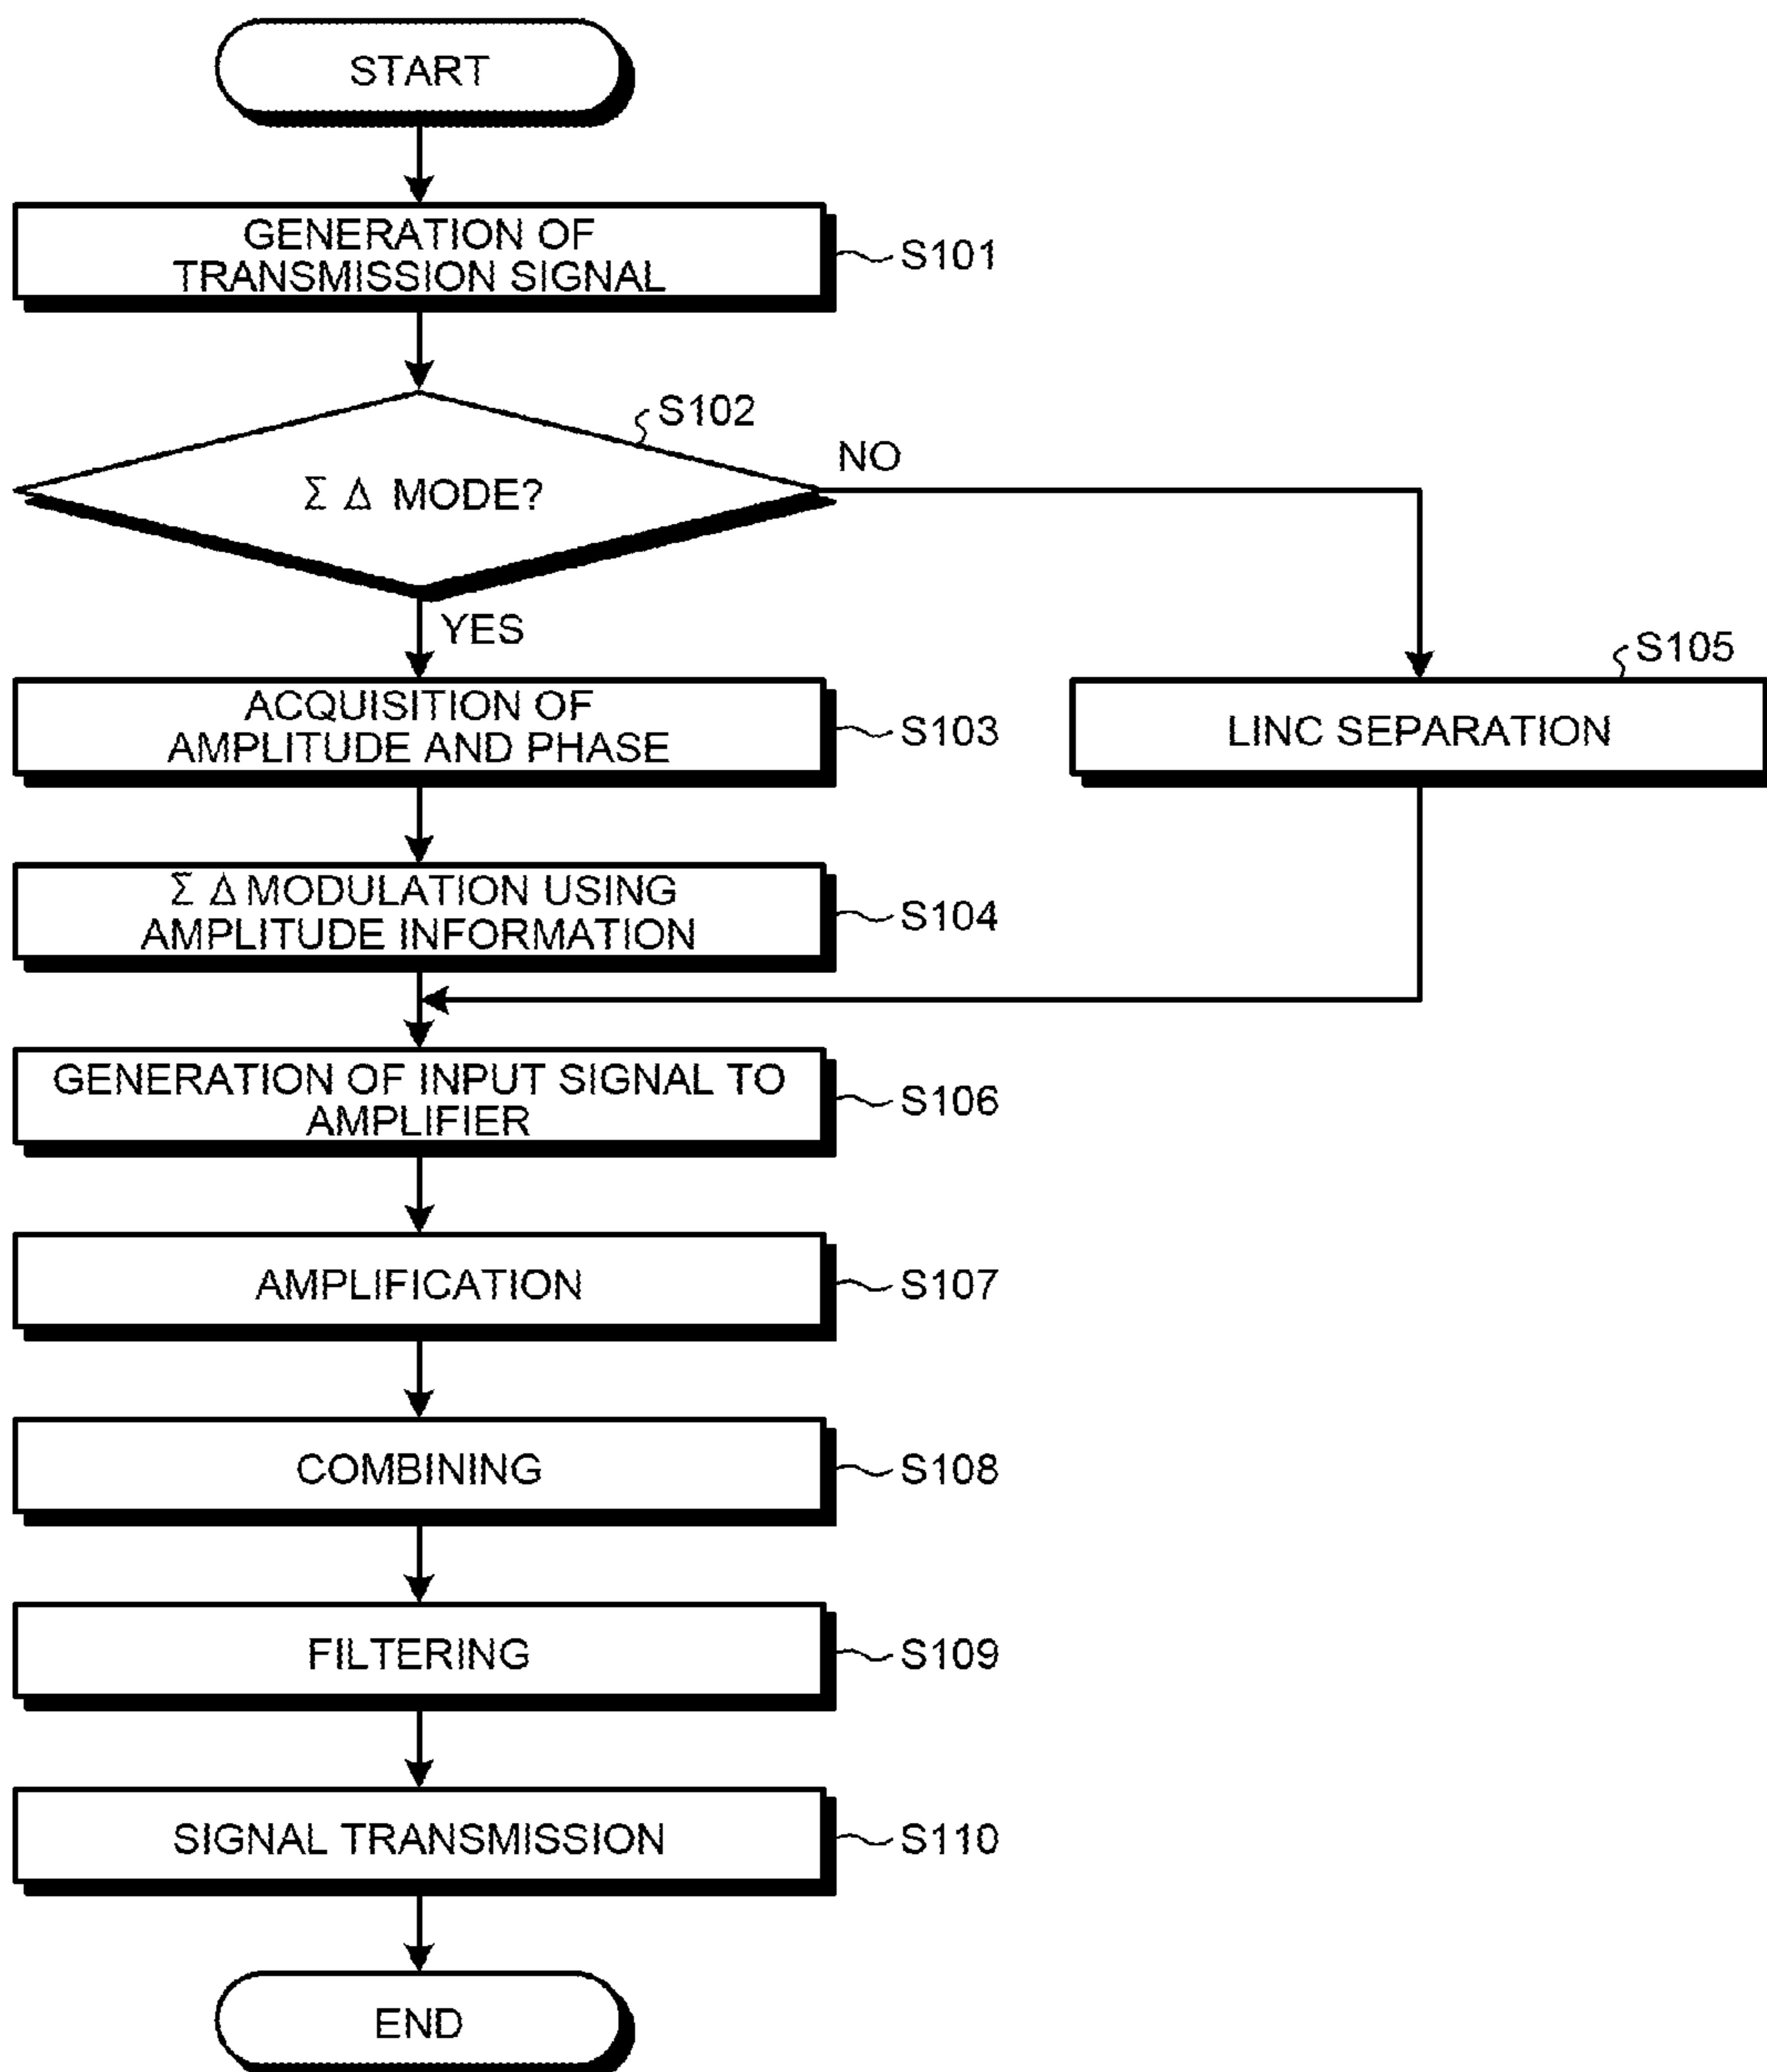 START
GENERATION OF
TRANSMISSION SIGNAL
S101
S102
Σ Δ MODE?
NO
YES
ACQUISITION OF
AMPLITUDE AND PHASE
S103
S105
LINC SEPARATION
Σ Δ MODULATION USING
AMPLITUDE INFORMATION
S104
GENERATION OF INPUT SIGNAL TO
AMPLIFIER
S106
AMPLIFICATION
S107
COMBINING
S108
FILTERING
S109
SIGNAL TRANSMISSION
S110
END